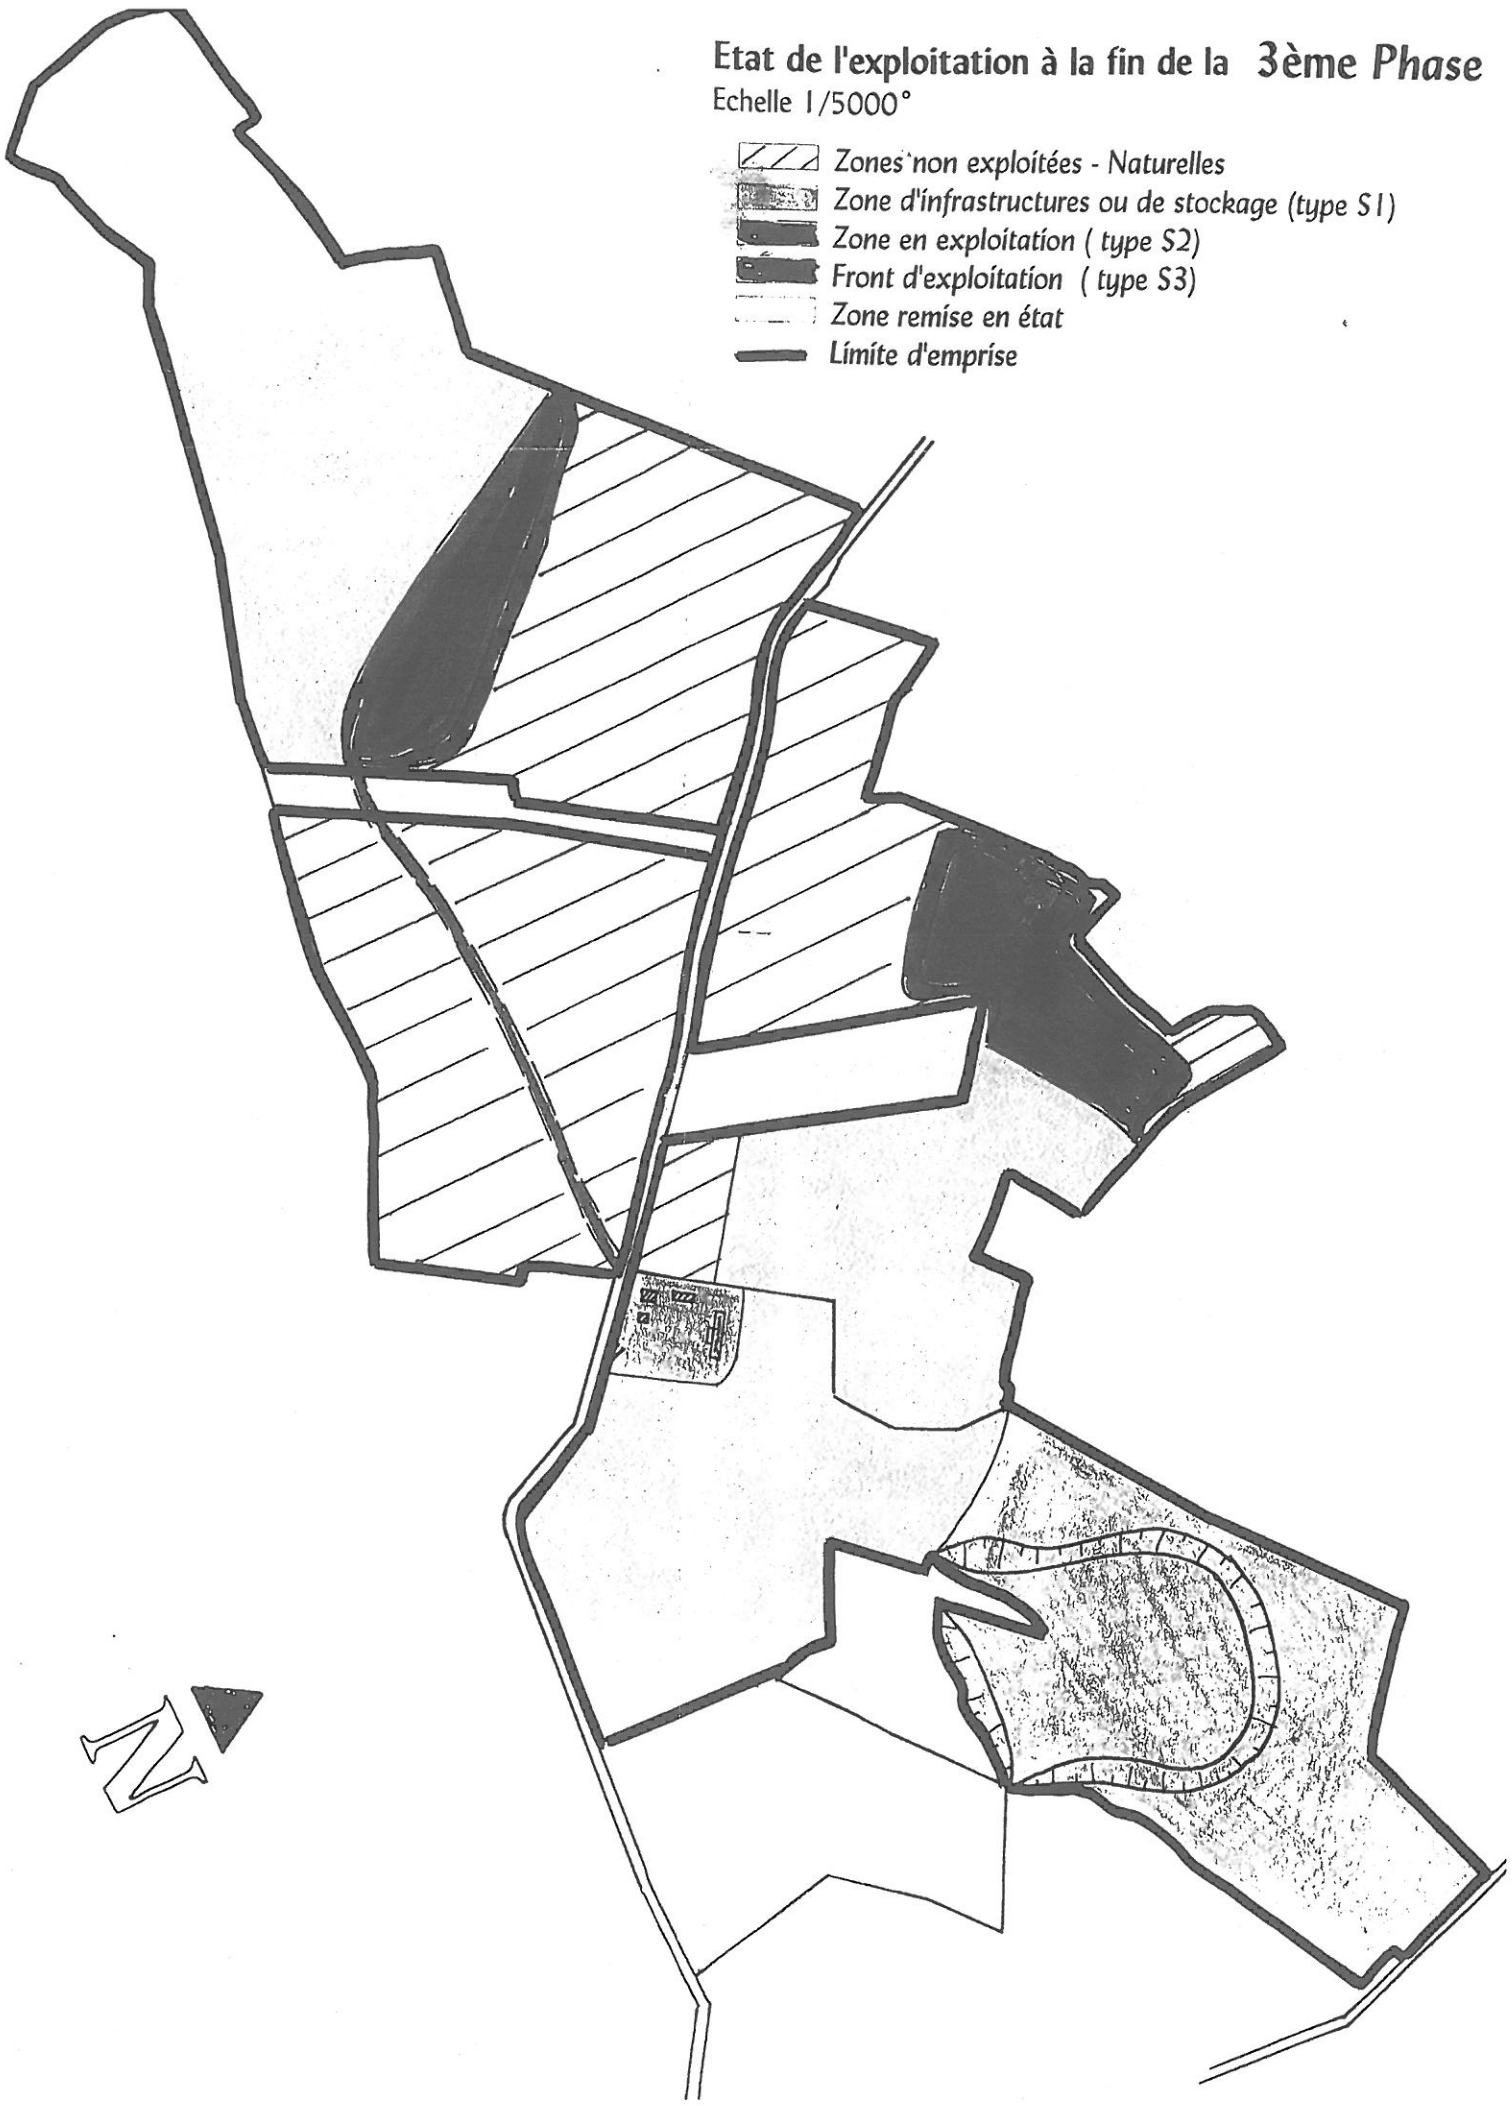 Etat de l'exploitation à la fin de la 3ème Phase
Echelle 1/5000°
Zones non exploitées - Naturelles
Zone d'infrastructures ou de stockage (type S1)
Zone en exploitation ( type S2)
Front d'exploitation ( type S3)
Zone remise en état
Limite d'emprise
N